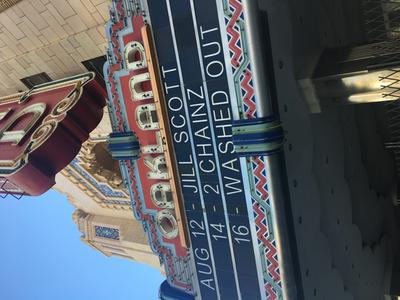 OAKLAND
AUG 12 - JILL SCOTT
14 - 2 CHAINZ
16 - WASHED OUT